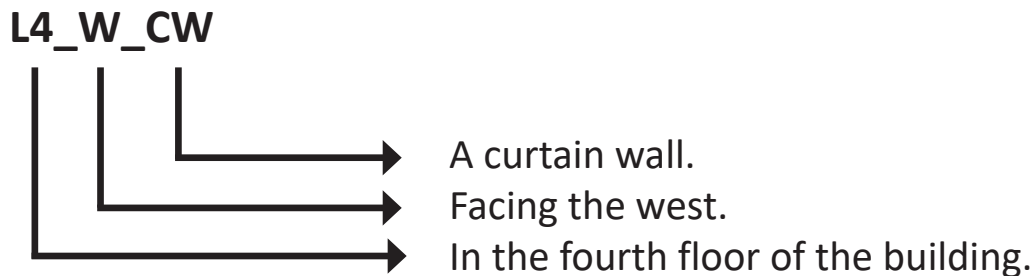 L4_W_CW
A curtain wall.
Facing the west.
In the fourth floor of the building.